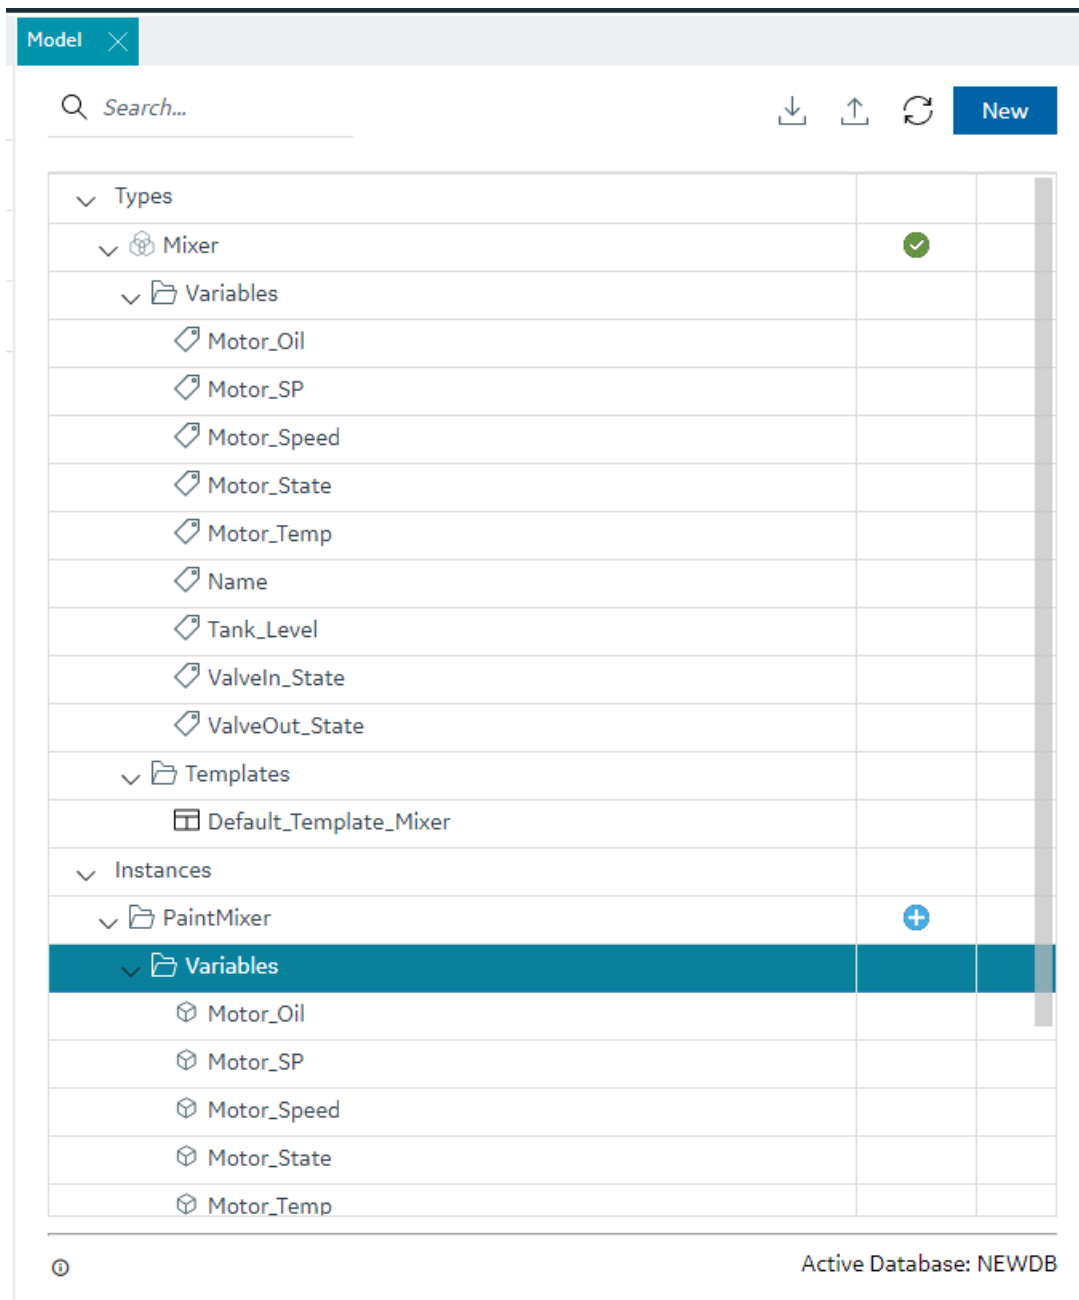 Model
Search...
New
Types
Mixer
Variables
Motor_Oil
Motor_SP
Motor_Speed
Motor_State
Motor_Temp
Name
Tank_Level
ValveIn_State
ValveOut_State
Templates
Default_Template_Mixer
Instances
PaintMixer
Variables
Motor_Oil
Motor_SP
Motor_Speed
Motor_State
Motor_Temp
Active Database: NEWDB